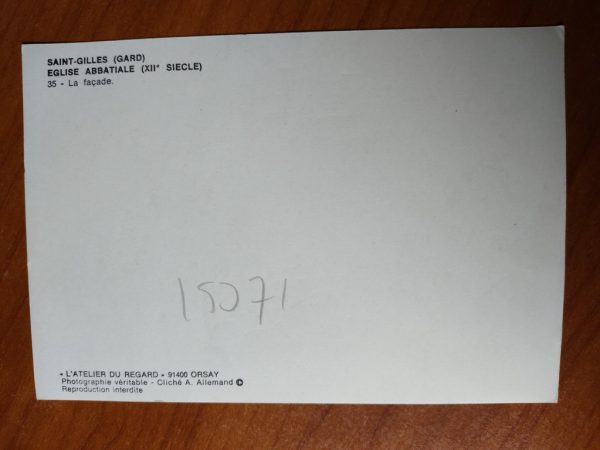 SAINT-GILLES (GARD)
EGLISE ABBATIALE (XIIe SIECLE)
35 - La façade.
15071
« L'ATELIER DU REGARD » 91400 ORSAY
Photographie véritable - Cliché A. Allemand ©
Reproduction interdite